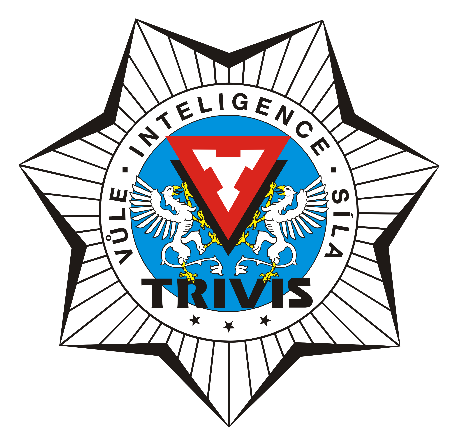 VŮLE · INTELIGENCE · SÍLA
TRIVIS